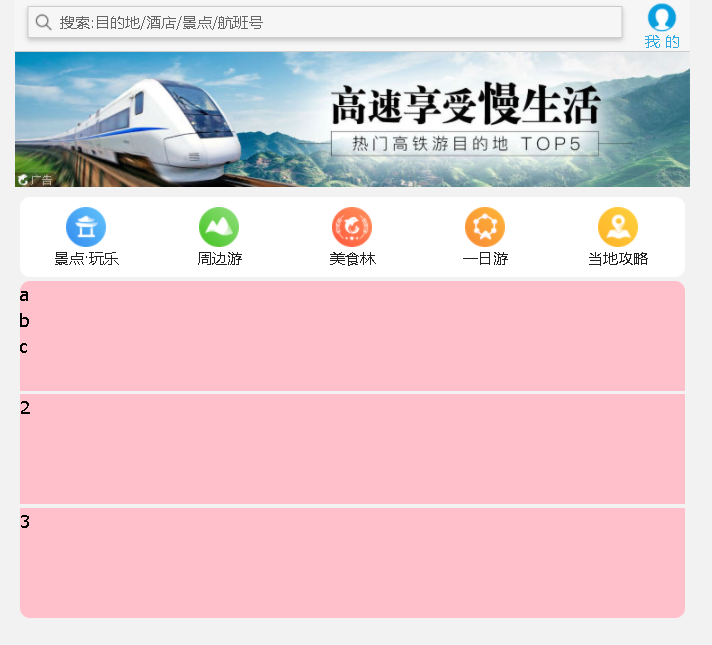 搜索:目的地/酒店/景点/航班号
我的
高速享受慢生活
热门高铁游目的地 TOP5
广告
景点·玩乐 周边游 美食林 一日游 当地攻略
a
b
c
2
3